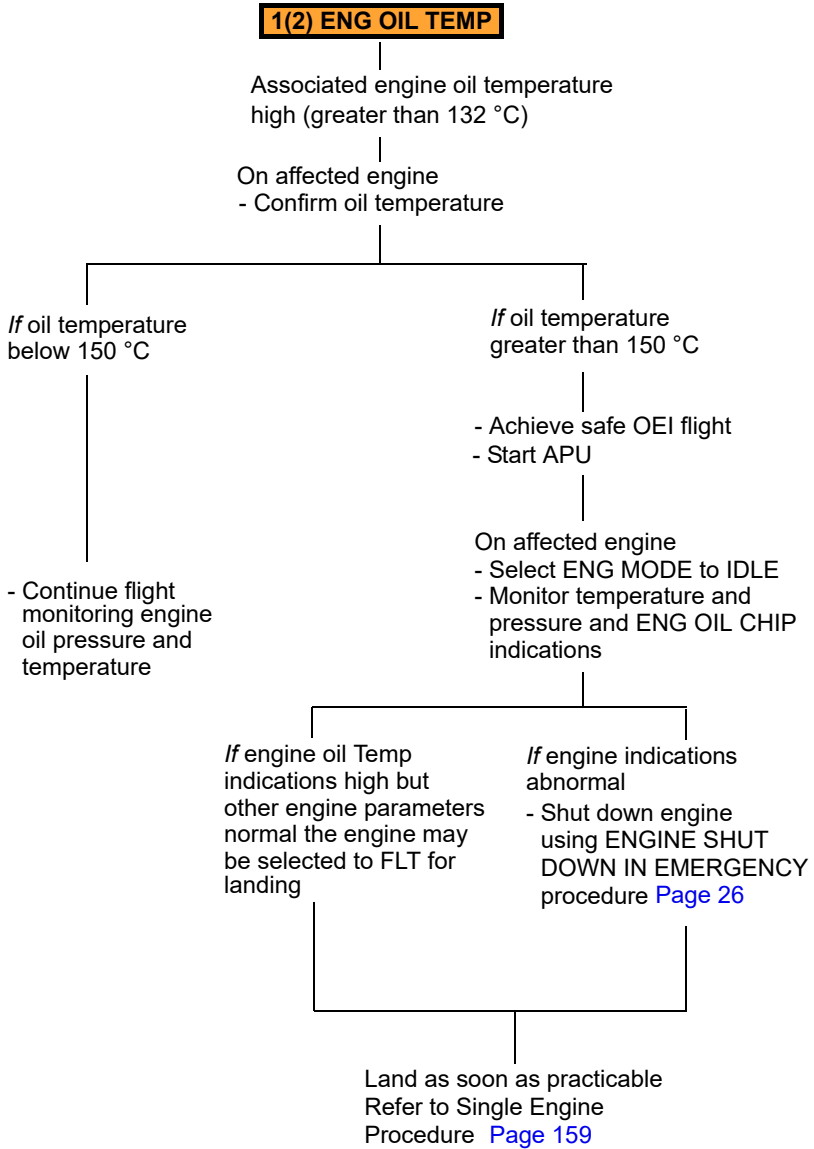 1(2) ENG OIL TEMP
Associated engine oil temperature
high (greater than 132 °C)
On affected engine
- Confirm oil temperature
If oil temperature
below 150 °C
- Continue flight
monitoring engine
oil pressure and
temperature
If oil temperature
greater than 150 °C
- Achieve safe OEI flight
- Start APU
On affected engine
- Select ENG MODE to IDLE
- Monitor temperature and
pressure and ENG OIL CHIP
indications
If engine oil Temp
indications high but
other engine parameters
normal the engine may
be selected to FLT for
landing
If engine indications
abnormal
- Shut down engine
using ENGINE SHUT
DOWN IN EMERGENCY
procedure Page 26
Land as soon as practicable
Refer to Single Engine
Procedure Page 159